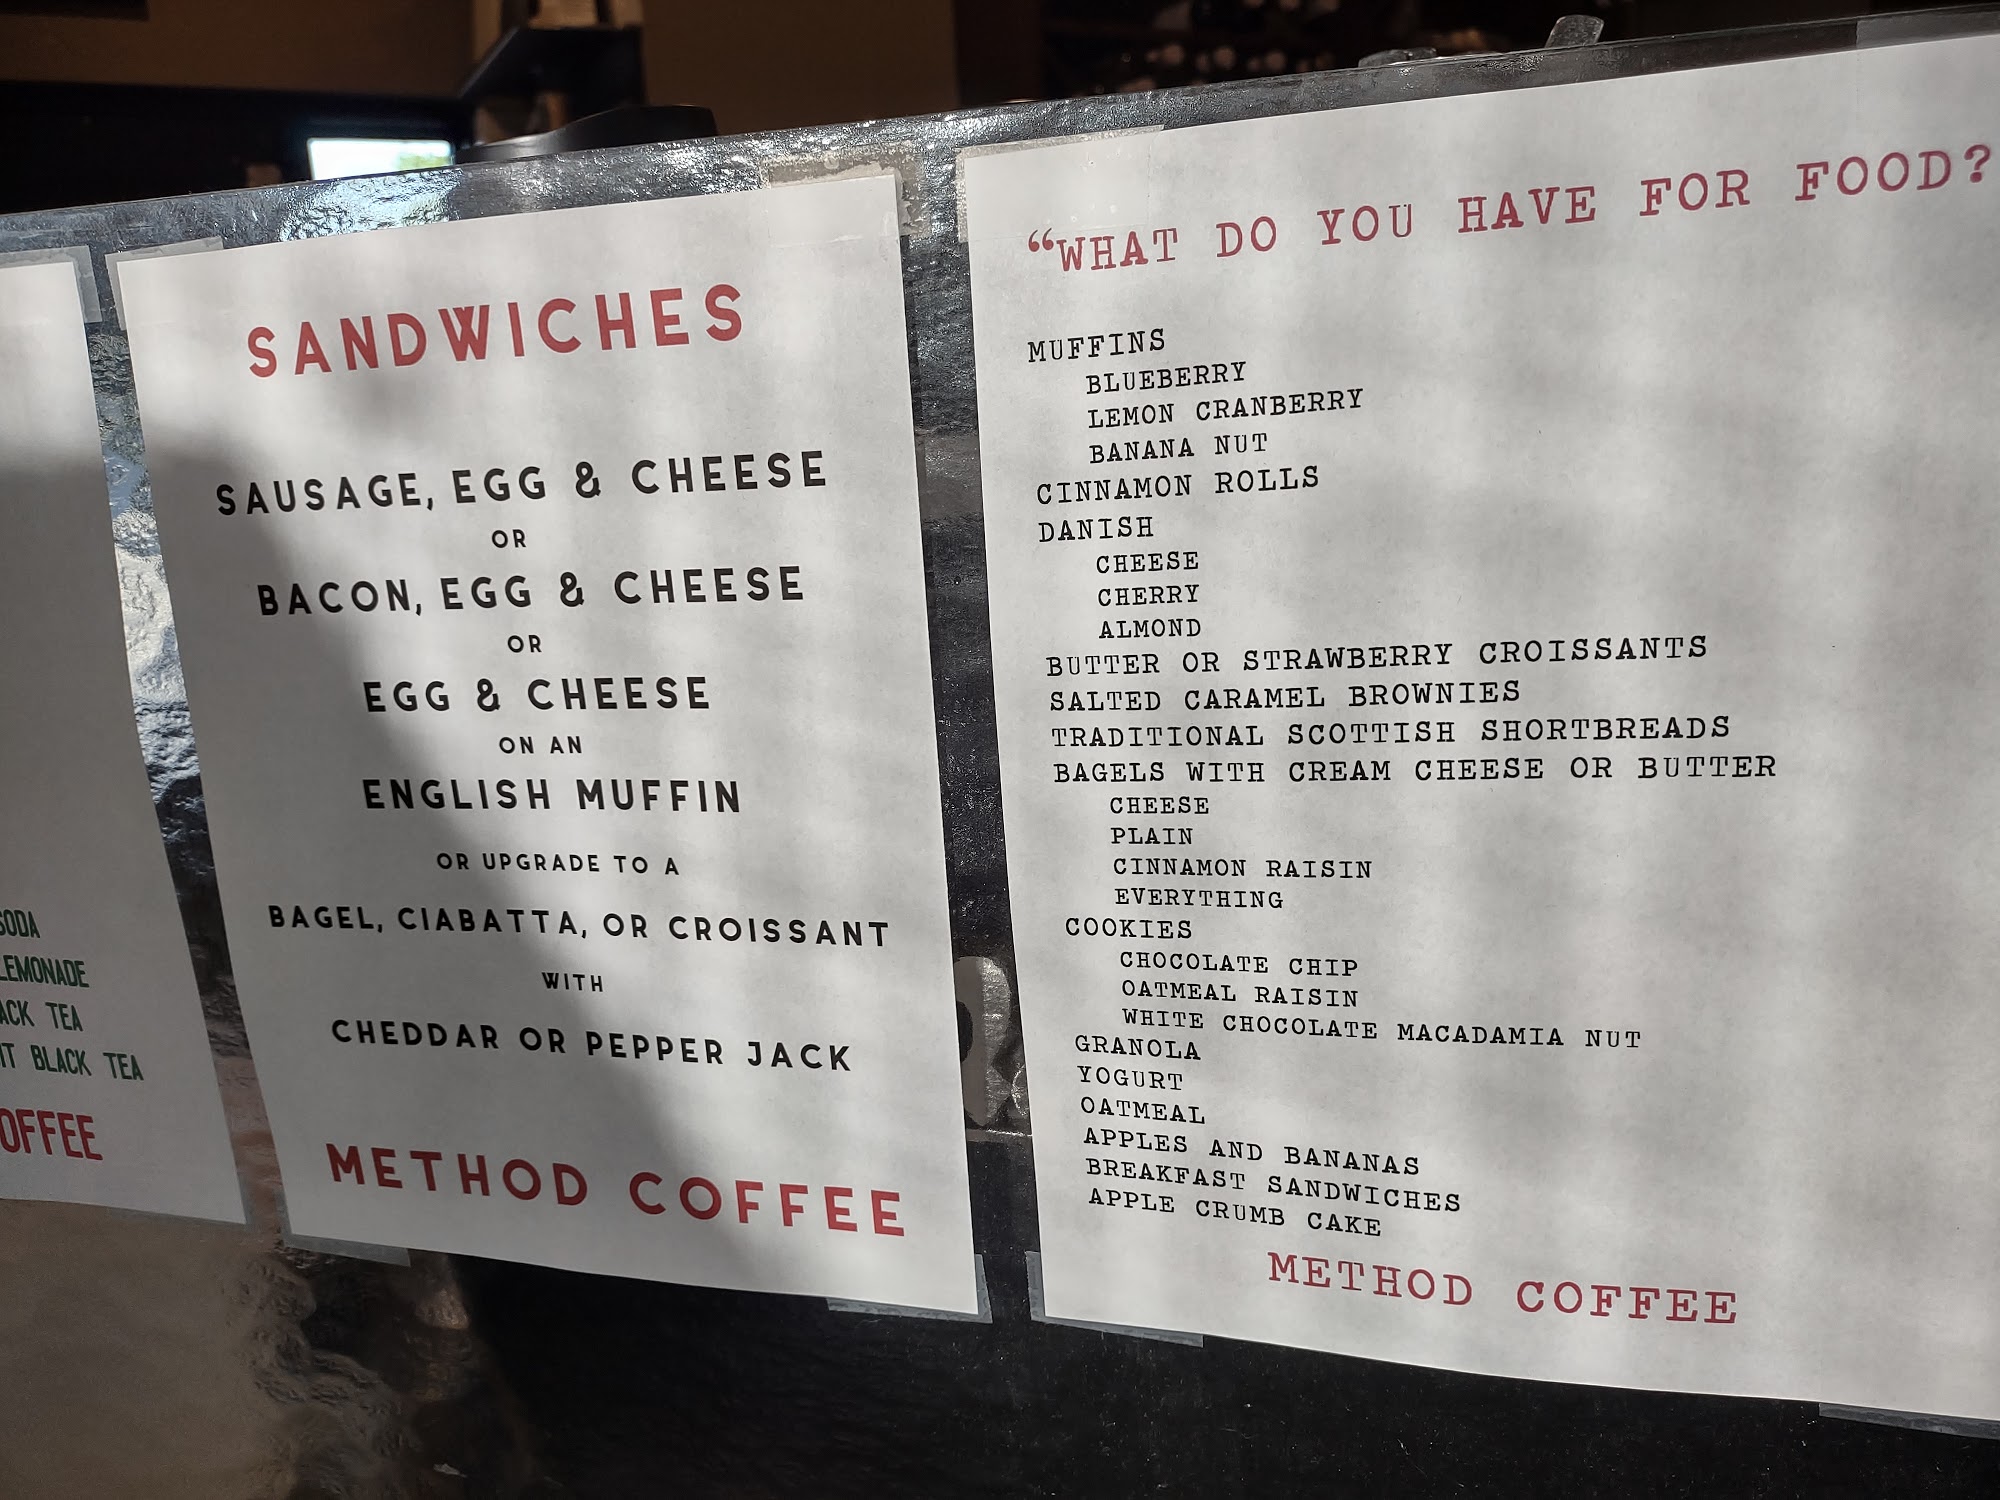 SODA
LEMONADE
TEA
BLACK TEA
SANDWICHES
SAUSAGE, EGG & CHEESE
OR
BACON, EGG & CHEESE
OR
EGG & CHEESE
ON AN
ENGLISH MUFFIN
OR UPGRADE TO A
BAGEL, CIABATTA, OR CROISSANT
WITH
CHEDDAR OR PEPPER JACK
METHOD COFFEE
“WHAT DO YOU HAVE FOR FOOD?
MUFFINS
BLUEBERRY
LEMON CRANBERRY
BANANA NUT
CINNAMON ROLLS
DANISH
CHEESE
CHERRY
ALMOND
BUTTER OR STRAWBERRY CROISSANTS
SALTED CARAMEL BROWNIES
TRADITIONAL SCOTTISH SHORTBREADS
BAGELS WITH CREAM CHEESE OR BUTTER
CHEESE
PLAIN
CINNAMON RAISIN
EVERYTHING
COOKIES
CHOCOLATE CHIP
OATMEAL RAISIN
WHITE CHOCOLATE MACADAMIA NUT
GRANOLA
YOGURT
OATMEAL
APPLES AND BANANAS
BREAKFAST SANDWICHES
APPLE CRUMB CAKE
METHOD COFFEE